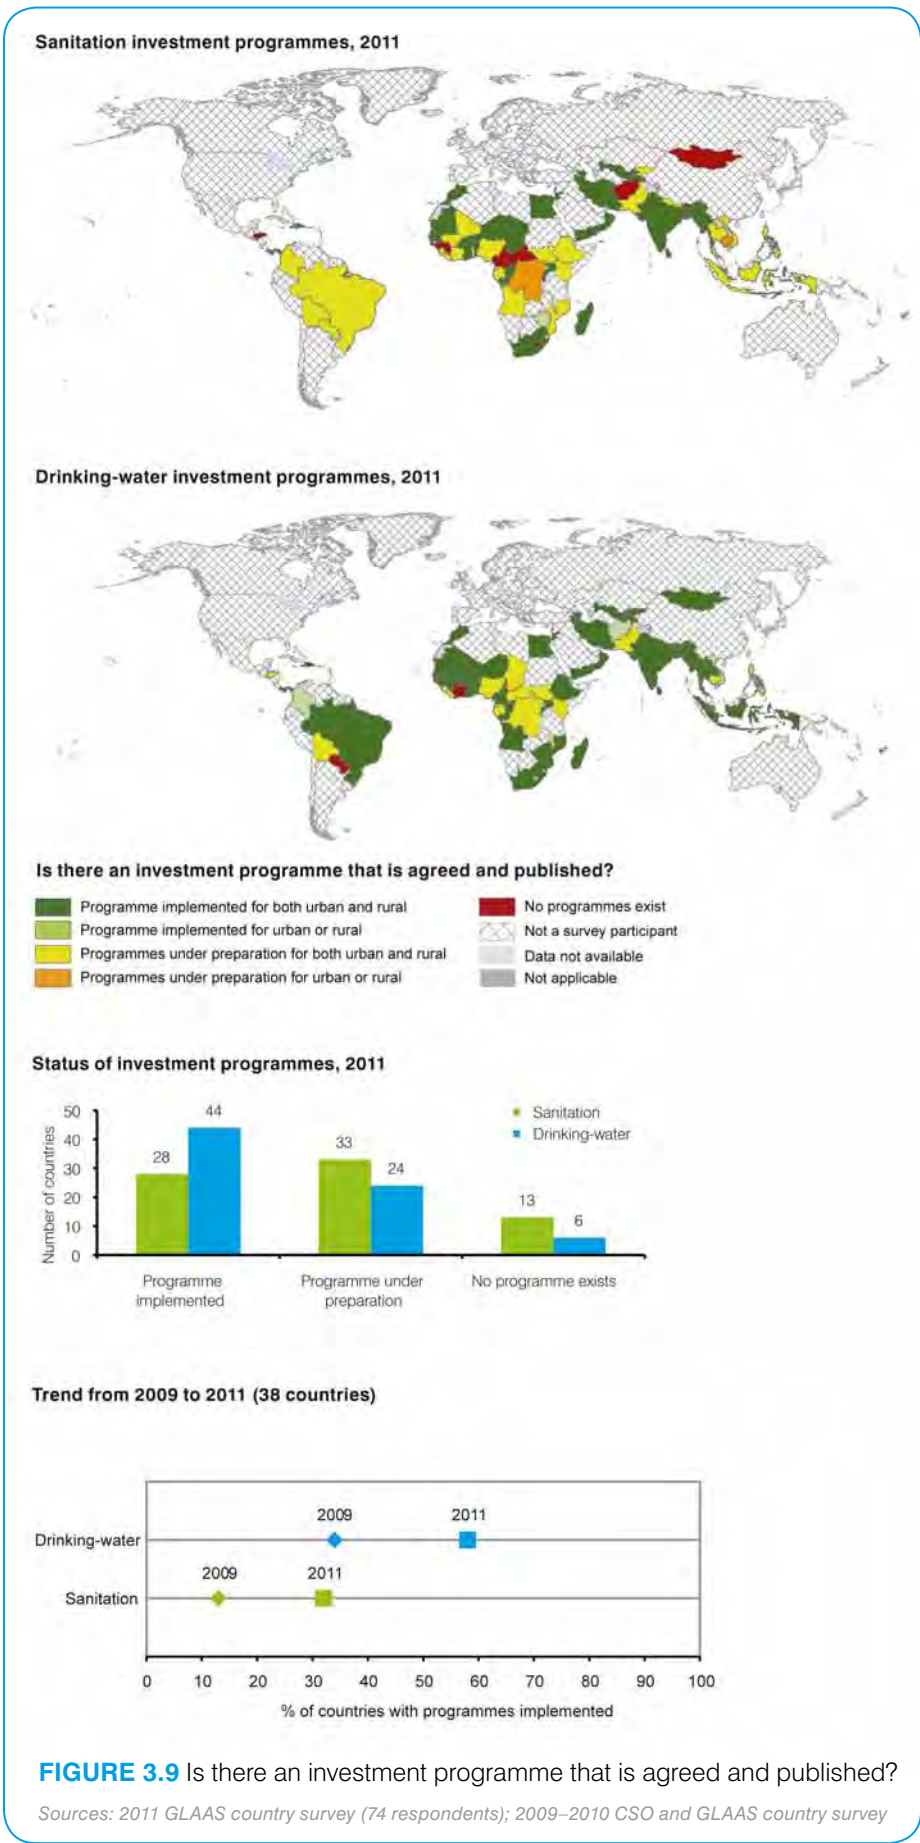 Sanitation investment programmes, 2011
Drinking-water investment programmes, 2011
Is there an investment programme that is agreed and published?
Programme implemented for both urban and rural
Programme implemented for urban or rural
Programmes under preparation for both urban and rural
Programmes under preparation for urban or rural
No programmes exist
Not a survey participant
Data not available
Not applicable
Status of investment programmes, 2011
Number of countries
50
40
30
20
10
0
28
44
33
24
13
6
Sanitation
Drinking-water
Programme
implemented
Programme under
preparation
No programme exists
Trend from 2009 to 2011 (38 countries)
2009 2011
Drinking-water
2009 2011
Sanitation
0 10 20 30 40 50 60 70 80 90 100
% of countries with programmes implemented
FIGURE 3.9 Is there an investment programme that is agreed and published?
Sources: 2011 GLAAS country survey (74 respondents); 2009–2010 CSO and GLAAS country survey